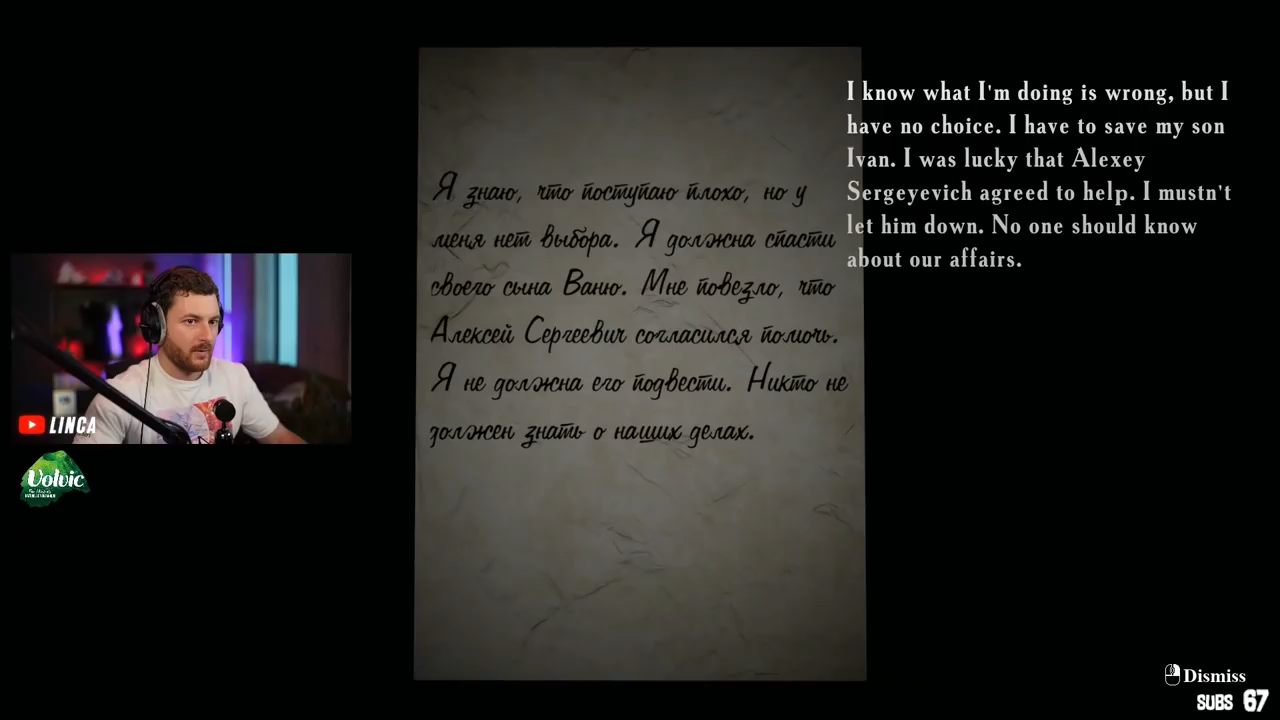 Я знаю, что поступаю плохо, но у
меня нет выбора. Я должна спасти
своего сына Ваню. Мне повезло, что
Алексей Сергеевич согласился помочь.
Я не должна его подвести. Никто не
должен знать о наших делах.
I know what I'm doing is wrong, but I
have no choice. I have to save my son
Ivan. I was lucky that Alexey
Sergeyevich agreed to help. I mustn't
let him down. No one should know
about our affairs.
LINCA
Volvic
Dismiss
SUBS 67